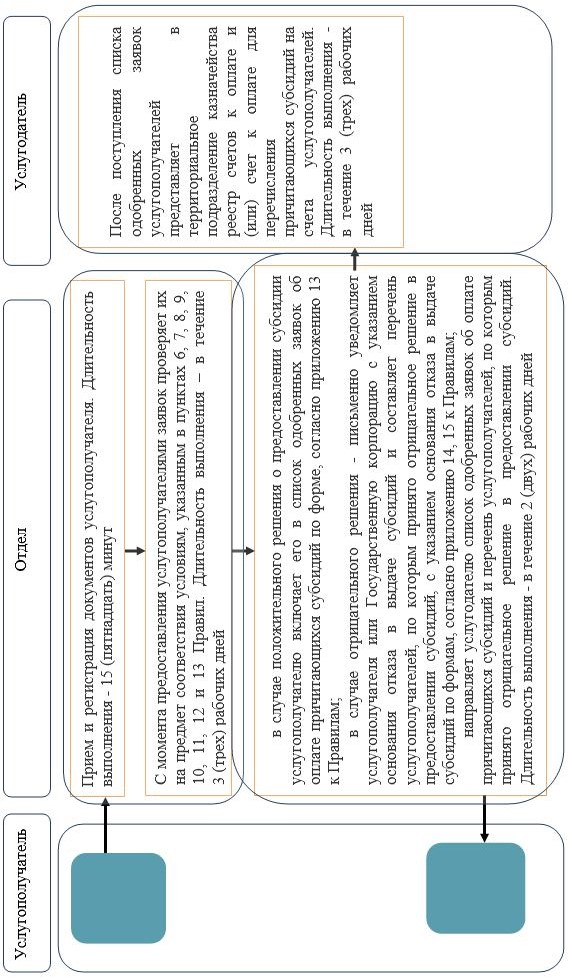 Услугополучатель
Отдел
Услугодатель
Прием и регистрация документов услугополучателя. Длительность
выполнения - 15 (пятнадцать) минут
С момента предоставления услугополучателями заявок проверяет их
на предмет соответствия условиям, указанным в пунктах 6, 7, 8, 9,
10, 11, 12 и 13 Правил. Длительность выполнения – в течение
3 (трех) рабочих дней
в случае положительного решения о предоставлении субсидии
услугополучателю включает его в список одобренных заявок об
оплате причитающихся субсидий по форме, согласно приложению 13
к Правилам;
в случае отрицательного решения - письменно уведомляет
услугополучателя или Государственную корпорацию с указанием
основания отказа в выдаче субсидий и составляет перечень
услугополучателей, по которым принято отрицательное решение в
предоставлении субсидий, с указанием основания отказа в выдаче
субсидий по формам, согласно приложению 14, 15 к Правилам;
направляет услугодателю список одобренных заявок об оплате
причитающихся субсидий и перечень услугополучателей, по которым
принято отрицательное решение в предоставлении субсидий.
Длительность выполнения - в течение 2 (двух) рабочих дней
После поступления списка
одобренных заявок
услугополучателей в
представляет
территориальное
подразделение казначейства
реестр счетов к оплате и
(или) счет к оплате для
перечисления
причитающихся субсидий на
счета услугополучателей.
Длительность выполнения -
в течение 3 (трех) рабочих
дней